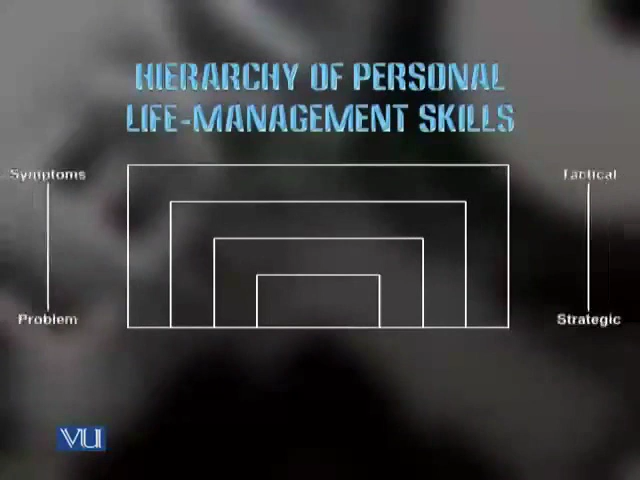 HIERARCHY OF PERSONAL
LIFE-MANAGEMENT SKILLS
Symptoms
Tactical
Problem
Strategic
VU